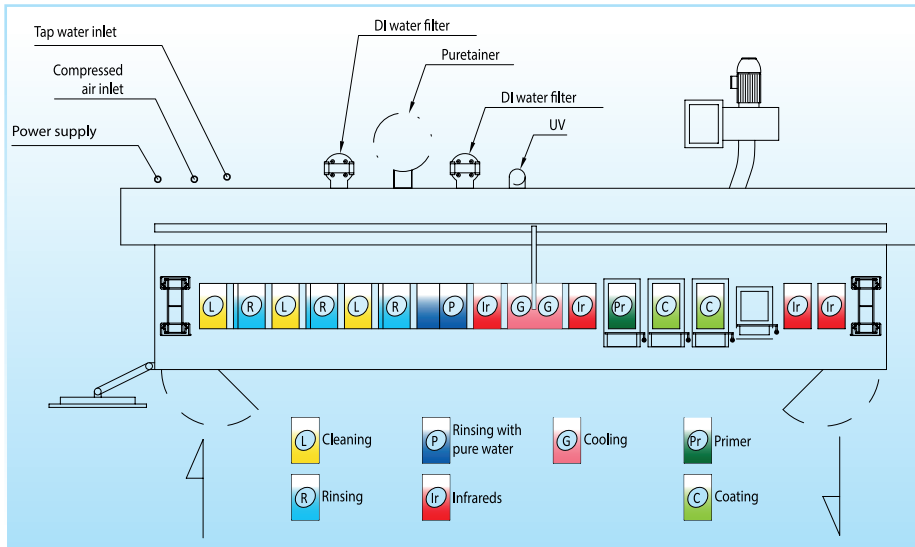 Tap water inlet
Compressed
air inlet
Power supply
DI water filter
Puretainer
DI water filter
UV
L R L R L R P Ir G G Ir Pr C C Ir Ir
L Cleaning
P Rinsing with
pure water
G Cooling
Pr Primer
R Rinsing
Ir Infrareds
C Coating